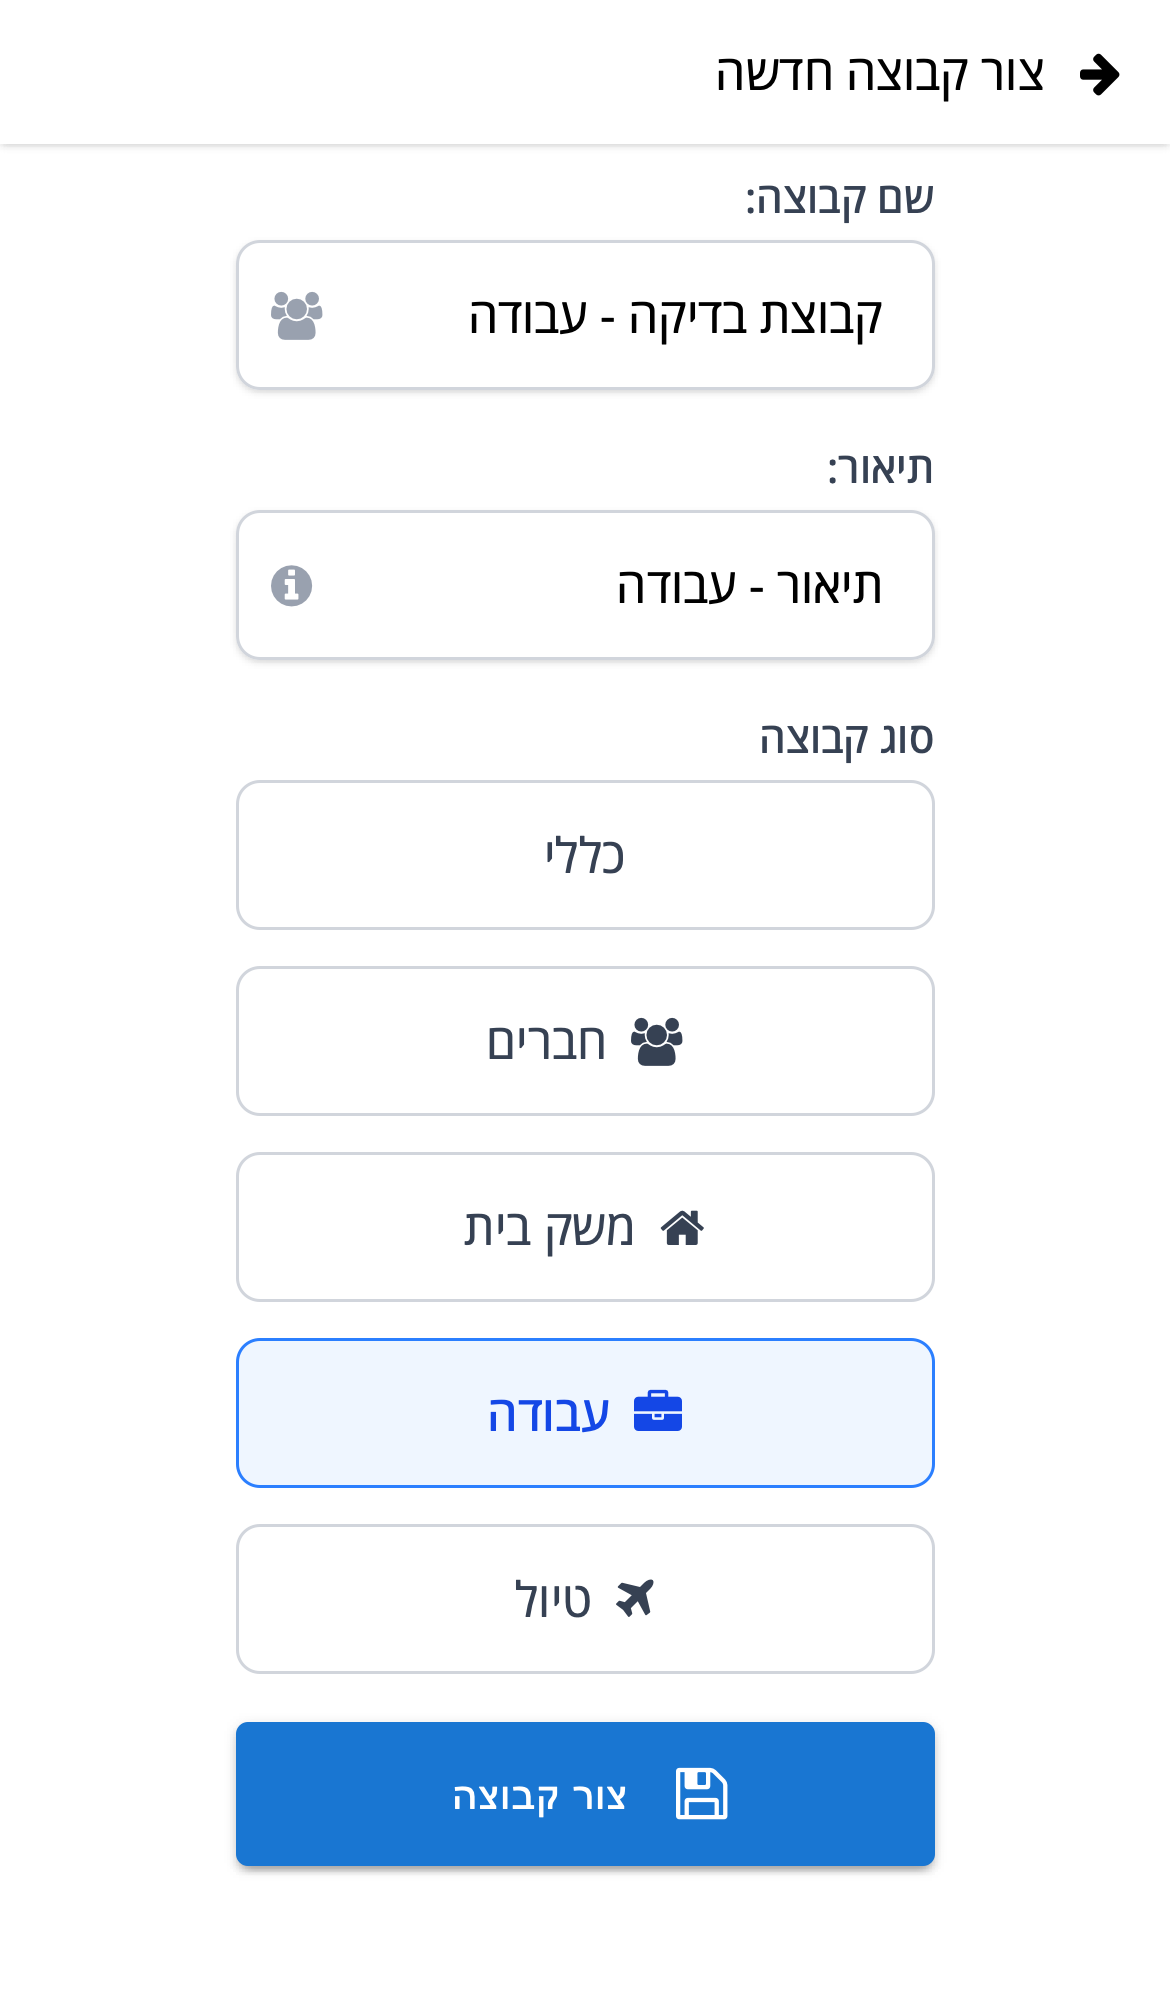 צור קבוצה חדשה
שם קבוצה:
קבוצת בדיקה - עבודה
תיאור:
תיאור - עבודה
סוג קבוצה
כללי
חברים
משק בית
עבודה
טיול
צור קבוצה